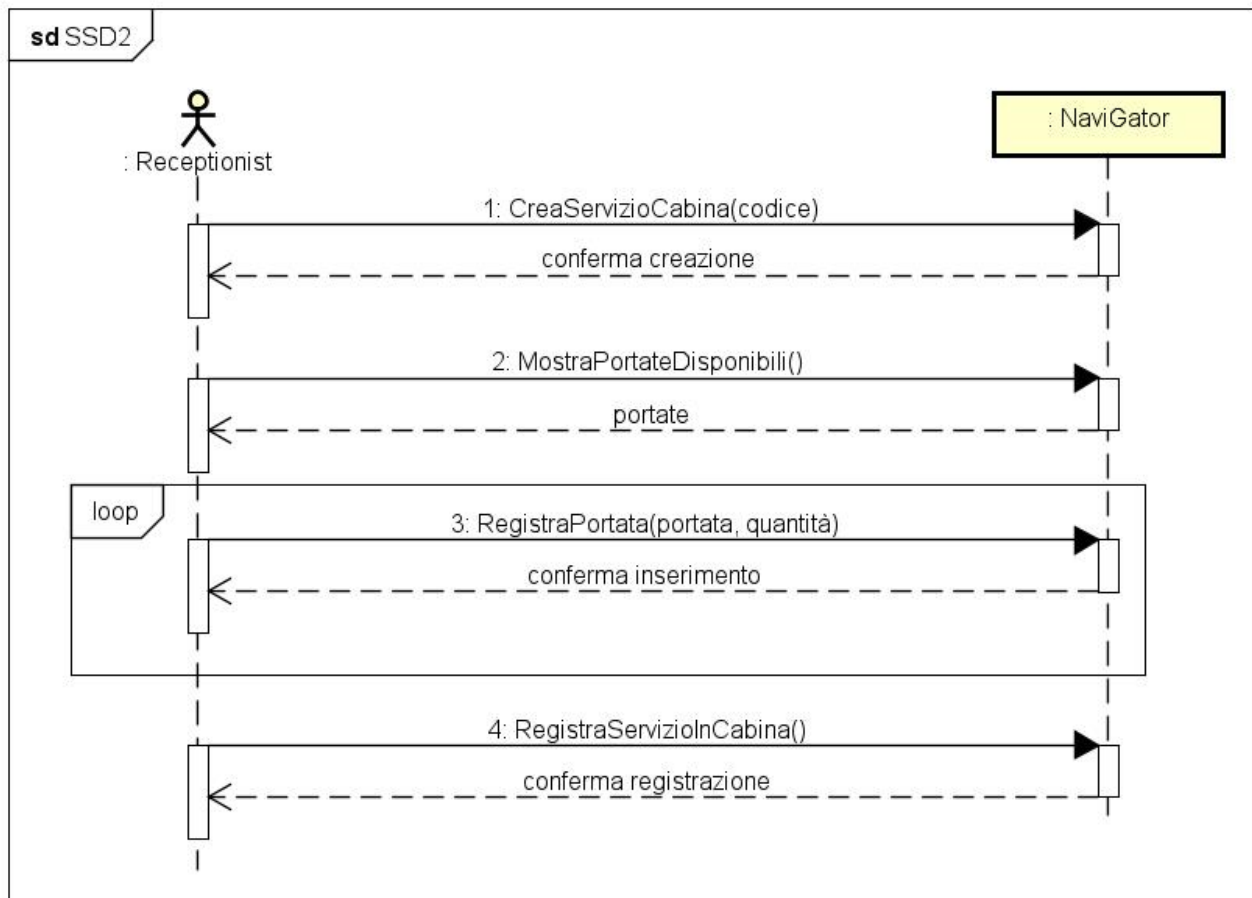 sd SSD2
: Receptionist
: NaviGator
1: CreaServizioCabina(codice)
conferma creazione
2: MostraPortateDisponibili()
portate
loop
3: RegistraPortata(portata, quantità)
conferma inserimento
4: RegistraServizioInCabina()
conferma registrazione